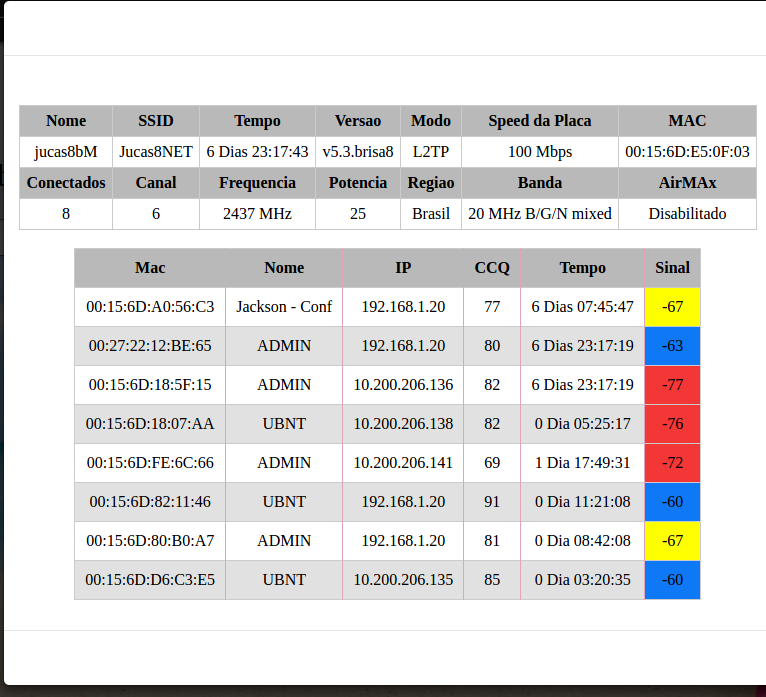 Nome SSID Tempo Versao Modo Speed da Placa MAC
jucas8bM Jucas8NET 6 Dias 23:17:43 v5.3.brisa8 L2TP 100 Mbps 00:15:6D:E5:0F:03
Conectados Canal Frequencia Potencia Regiao Banda AirMAx
8 6 2437 MHz 25 Brasil 20 MHz B/G/N mixed Disabilitado
Mac Nome IP CCQ Tempo Sinal
00:15:6D:A0:56:C3 Jackson - Conf 192.168.1.20 77 6 Dias 07:45:47 -67
00:27:22:12:BE:65 ADMIN 192.168.1.20 80 6 Dias 23:17:19 -63
00:15:6D:18:5F:15 ADMIN 10.200.206.136 82 6 Dias 23:17:19 -77
00:15:6D:18:07:AA UBNT 10.200.206.138 82 0 Dia 05:25:17 -76
00:15:6D:FE:6C:66 ADMIN 10.200.206.141 69 1 Dia 17:49:31 -72
00:15:6D:82:11:46 UBNT 192.168.1.20 91 0 Dia 11:21:08 -60
00:15:6D:80:B0:A7 ADMIN 192.168.1.20 81 0 Dia 08:42:08 -67
00:15:6D:D6:C3:E5 UBNT 10.200.206.135 85 0 Dia 03:20:35 -60